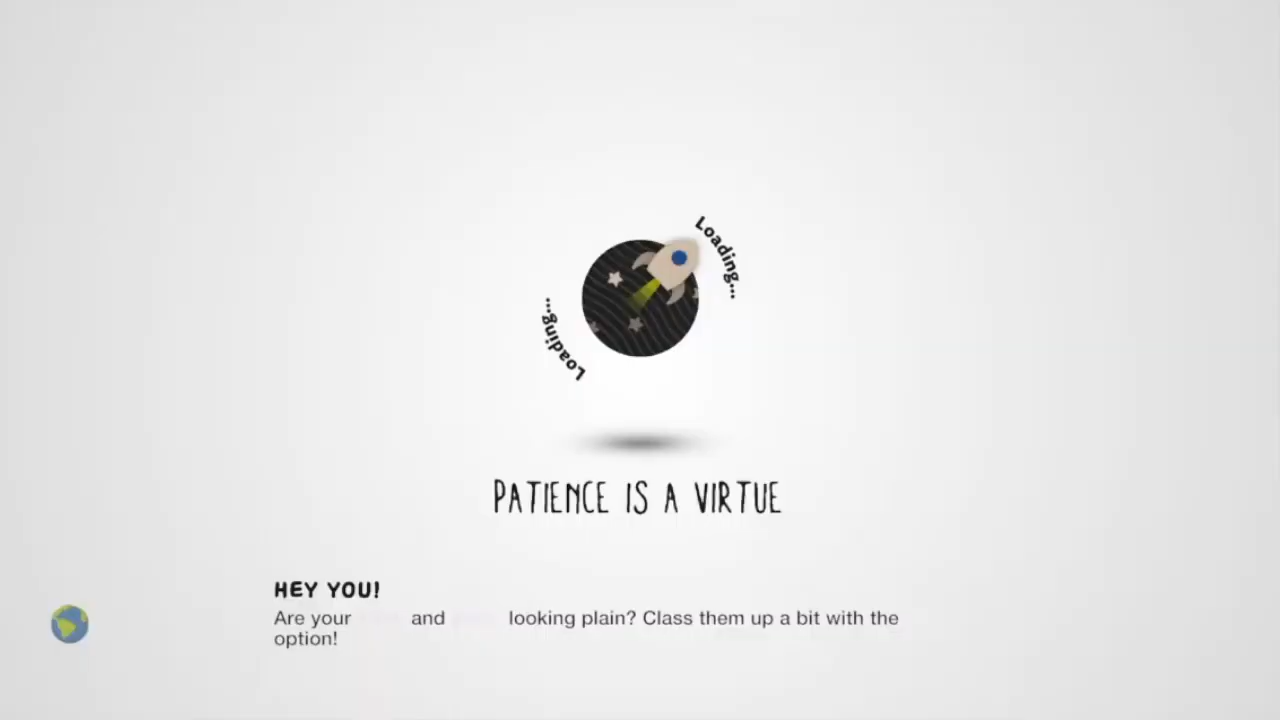 Loading...
Loading...
PATIENCE IS A VIRTUE
HEY YOU!
Are your and looking plain? Class them up a bit with the
option!